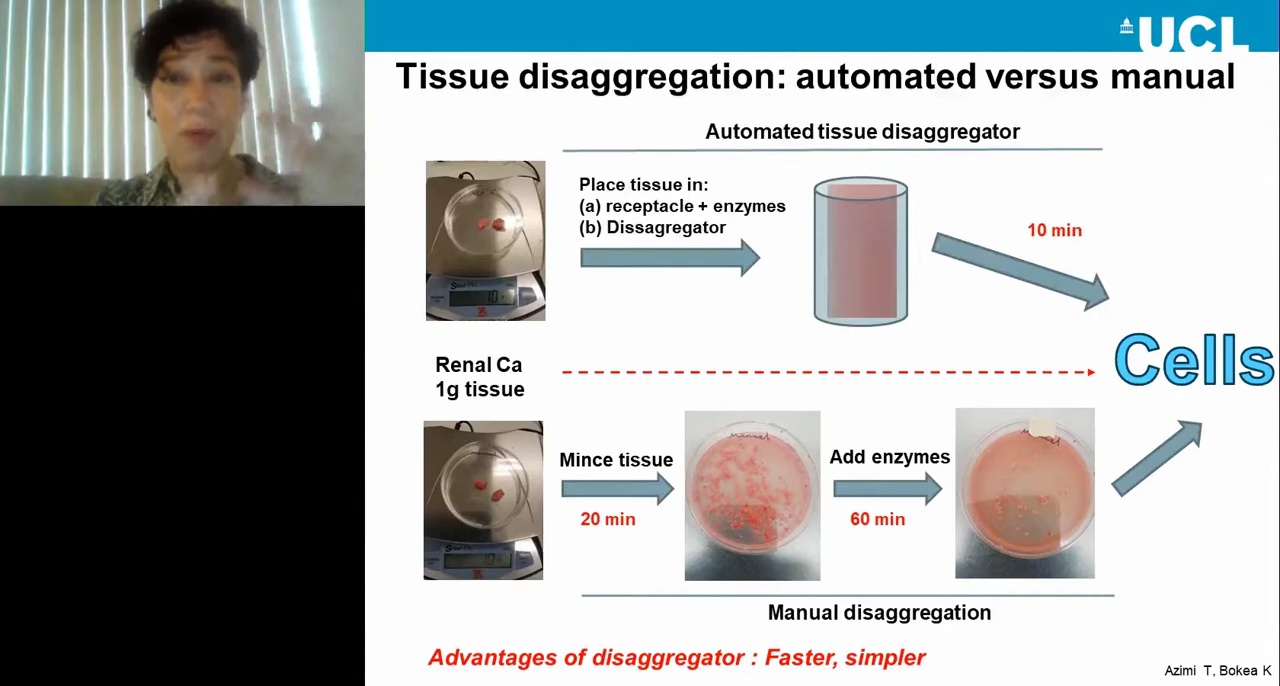 UCL
Tissue disaggregation: automated versus manual
Automated tissue disaggregator
Place tissue in:
(a) receptacle + enzymes
(b) Dissagregator
10 min
Renal Ca
1g tissue
Cells
Mince tissue
20 min
Add enzymes
60 min
Manual disaggregation
Advantages of disaggregator : Faster, simpler
Azimi T, Bokea K